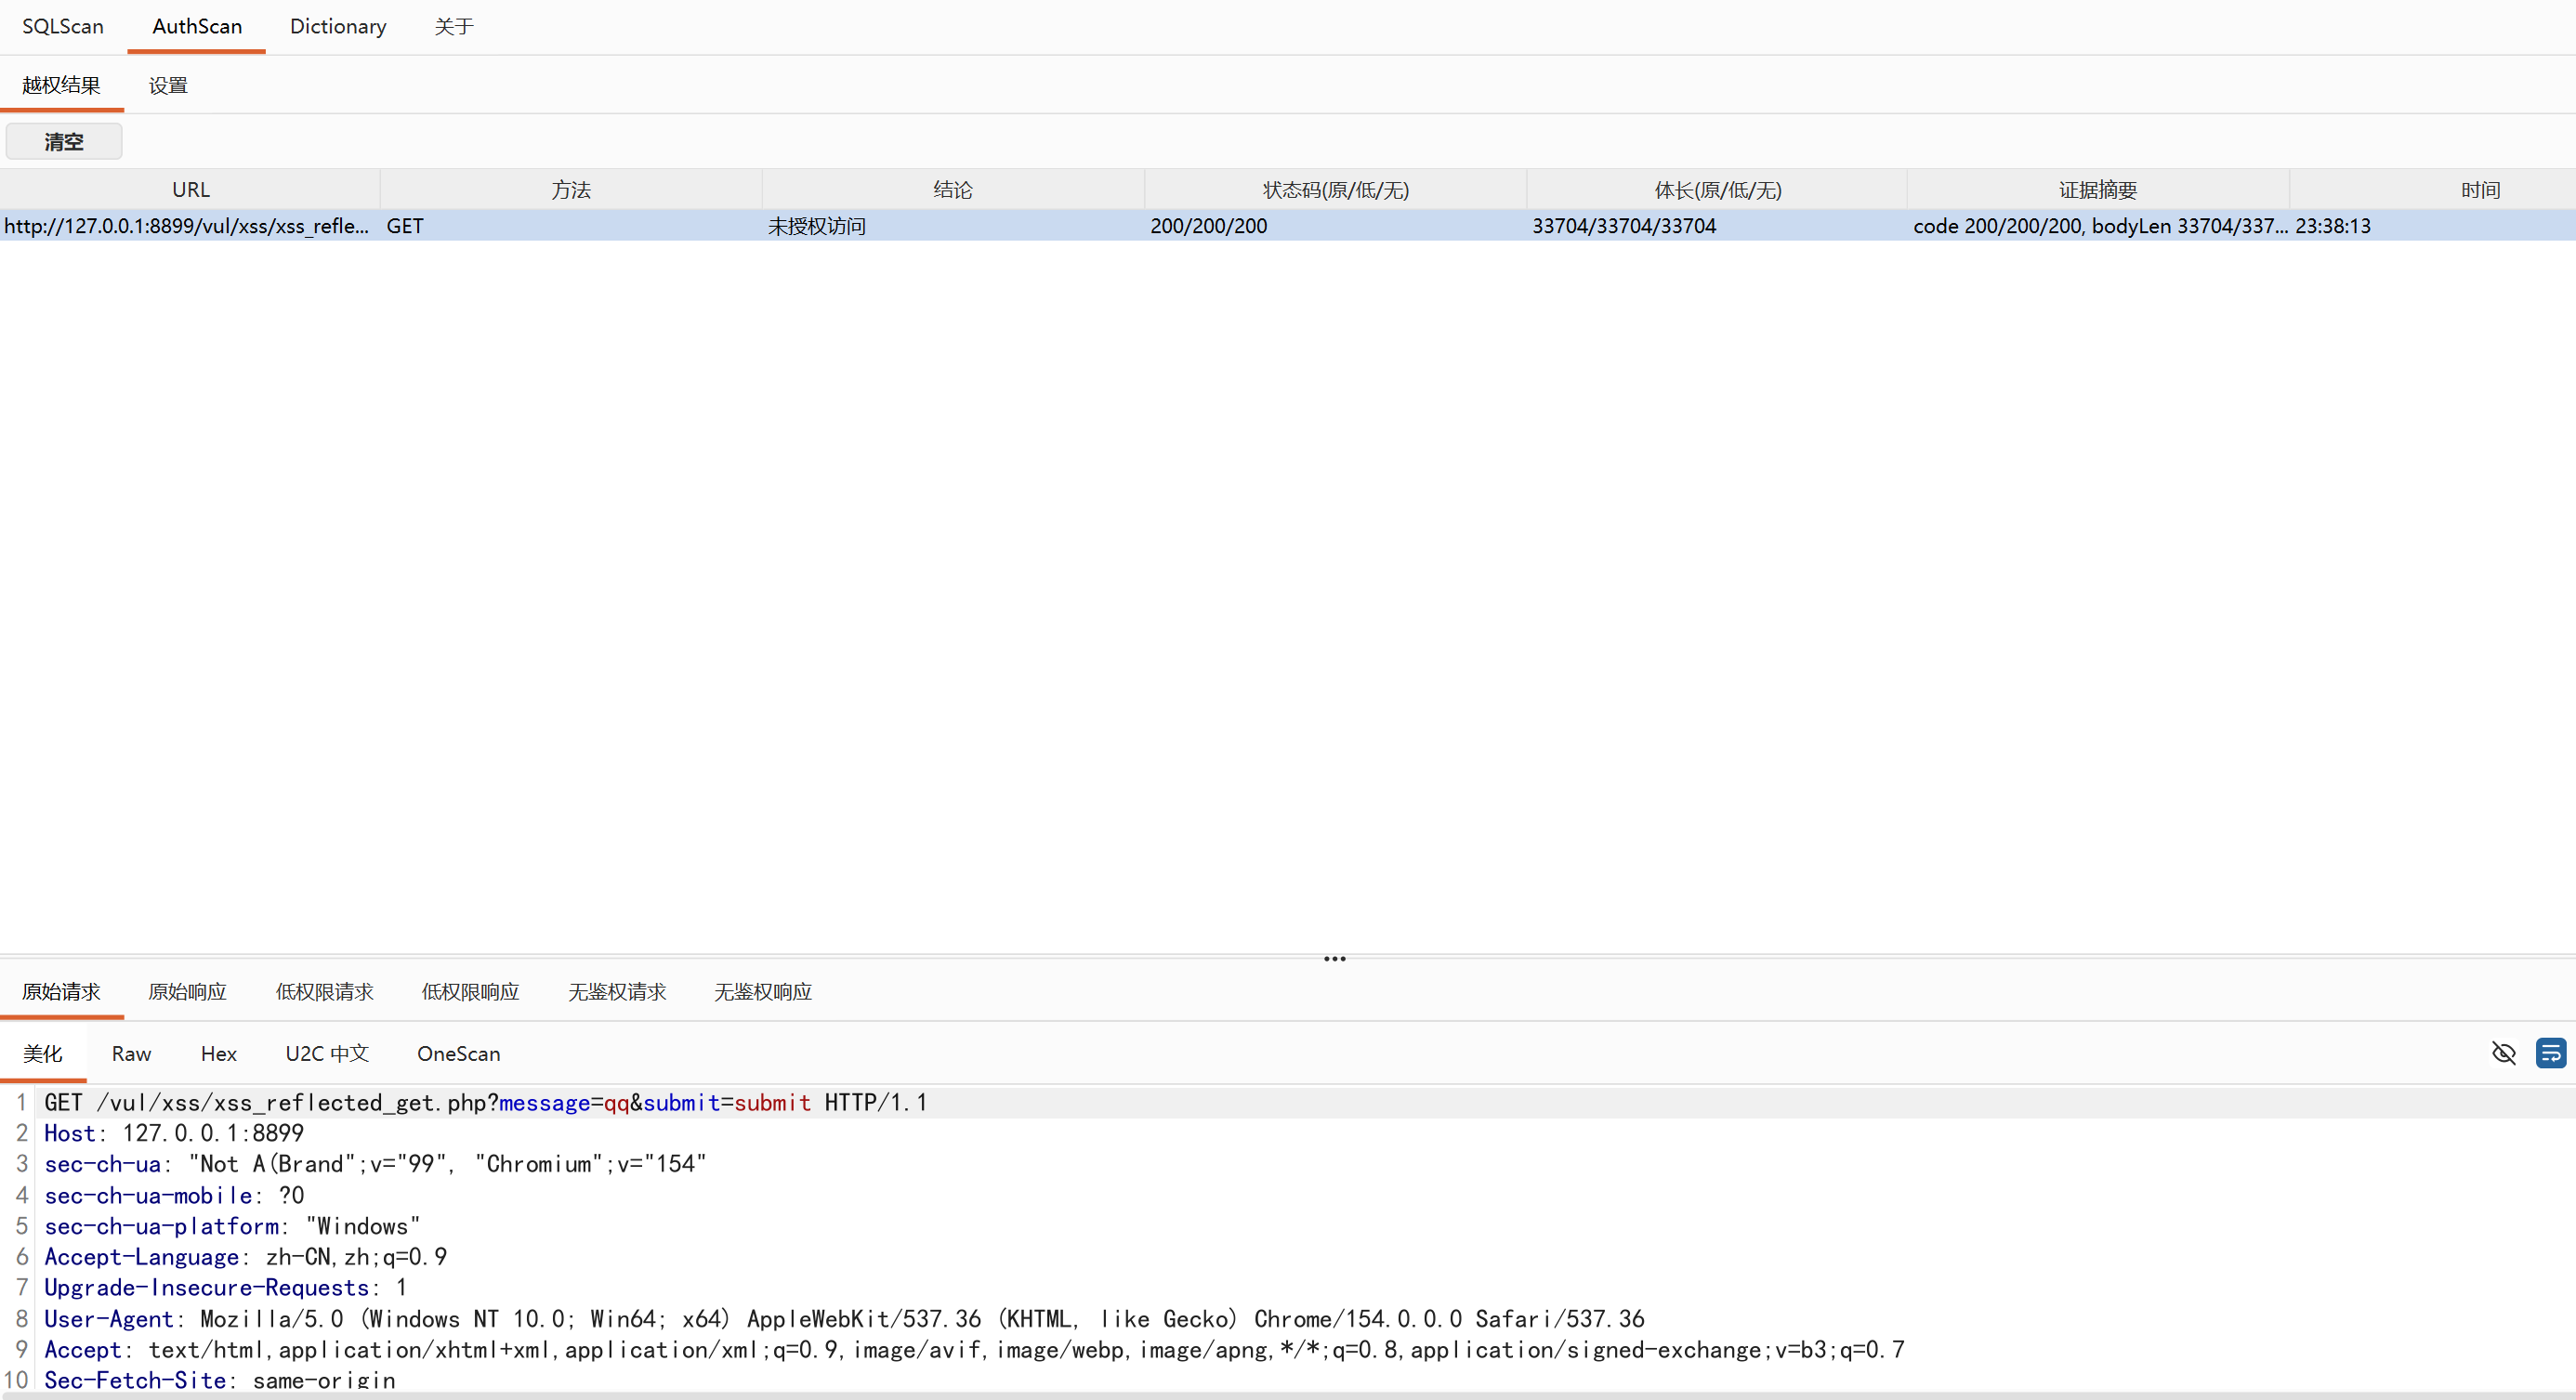 SQLScan AuthScan Dictionary 关于
越权结果 设置
清空
URL 方法 结论 状态码(原/低/无) 体长(原/低/无) 证据摘要 时间
http://127.0.0.1:8899/vul/xss/xss_refle... GET 未授权访问 200/200/200 33704/33704/33704 code 200/200/200, bodyLen 33704/337... 23:38:13
原始请求 原始响应 低权限请求 低权限响应 无鉴权请求 无鉴权响应
美化 Raw Hex U2C 中文 OneScan
1 GET /vul/xss/xss_reflected_get.php?message=qq&submit=submit HTTP/1.1
2 Host: 127.0.0.1:8899
3 sec-ch-ua: "Not A(Brand";v="99", "Chromium";v="154"
4 sec-ch-ua-mobile: ?0
5 sec-ch-ua-platform: "Windows"
6 Accept-Language: zh-CN,zh;q=0.9
7 Upgrade-Insecure-Requests: 1
8 User-Agent: Mozilla/5.0 (Windows NT 10.0; Win64; x64) AppleWebKit/537.36 (KHTML, like Gecko) Chrome/154.0.0.0 Safari/537.36
9 Accept: text/html,application/xhtml+xml,application/xml;q=0.9,image/avif,image/webp,image/apng,*/*;q=0.8,application/signed-exchange;v=b3;q=0.7
10 Sec-Fetch-Site: same-origin